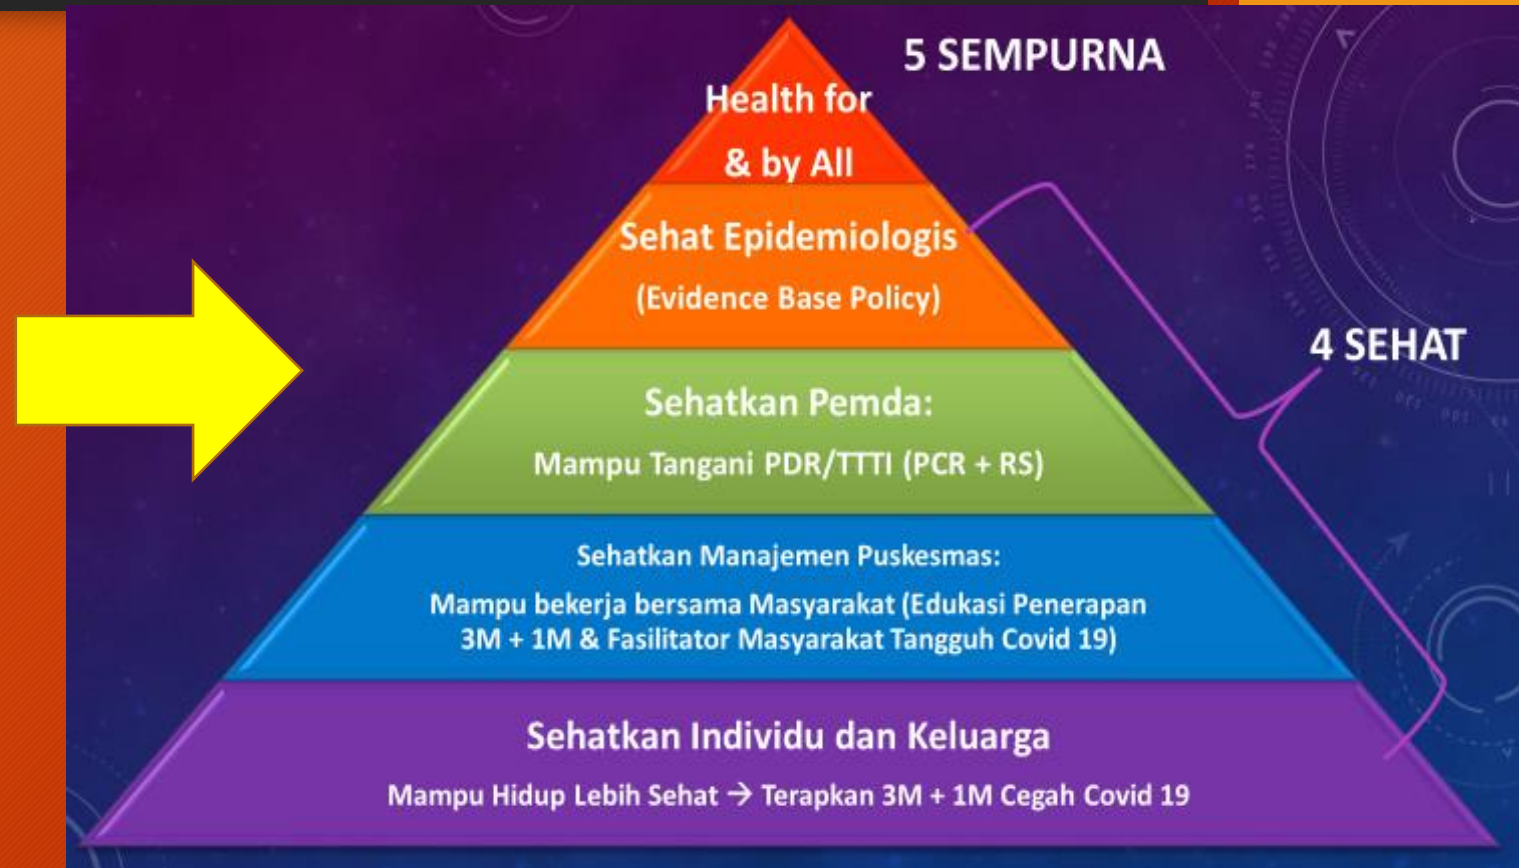 5 SEMPURNA
Health for
& by All
Sehat Epidemiologis
(Evidence Base Policy)
4 SEHAT
Sehatkan Pemda:
Mampu Tangani PDR/TTTI (PCR + RS)
Sehatkan Manajemen Puskesmas:
Mampu bekerja bersama Masyarakat (Edukasi Penerapan
3M + 1M & Fasilitator Masyarakat Tangguh Covid 19)
Sehatkan Individu dan Keluarga
Mampu Hidup Lebih Sehat → Terapkan 3M + 1M Cegah Covid 19